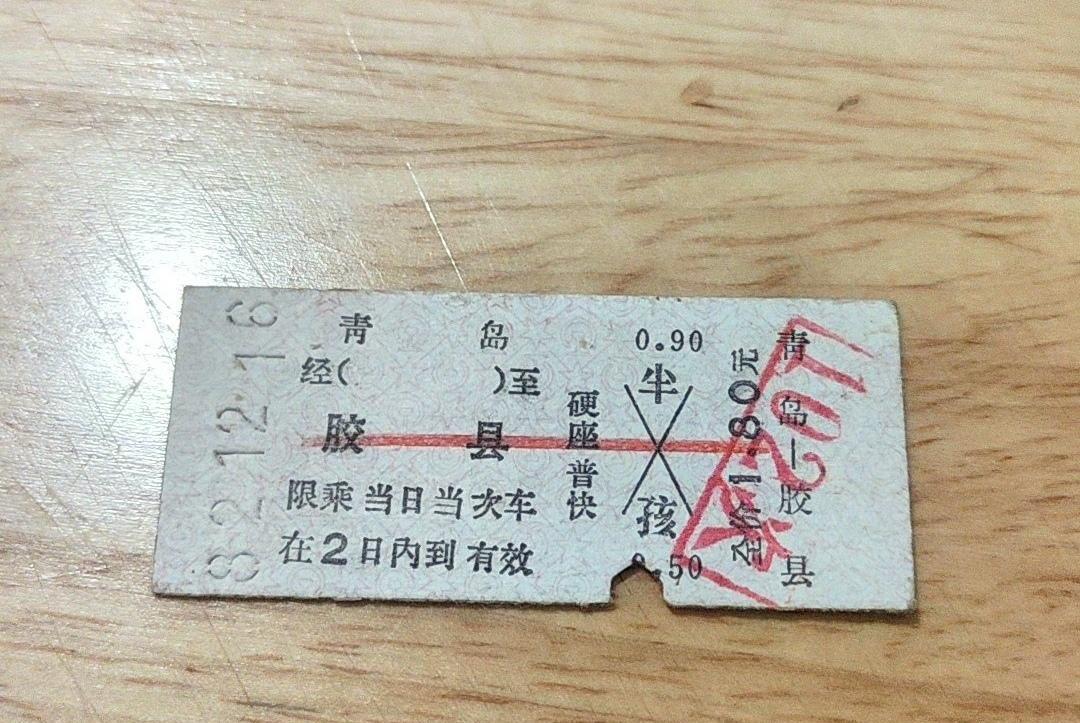 82.12.16
青 岛
经( )至
胶 县
限乘当日当次车
在2日内到有效
硬座普快
0.90
半
孩
.50
全价1.80元
青岛—胶县